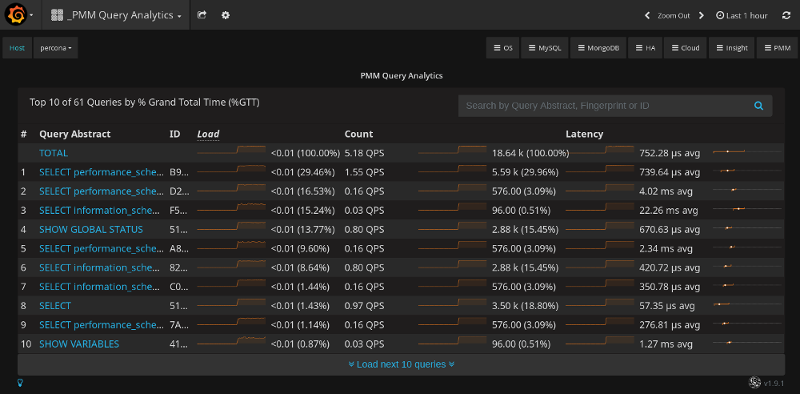 _PMM Query Analytics
Zoom Out
Last 1 hour
Host percona
OS MySQL MongoDB HA Cloud Insight PMM
PMM Query Analytics
Top 10 of 61 Queries by % Grand Total Time (%GTT)
Search by Query Abstract, Fingerprint or ID
# Query Abstract ID Load Count Latency
TOTAL <0.01 (100.00%) 5.18 QPS 18.64 k (100.00%) 752.28 µs avg
1 SELECT performance_sche... B9... <0.01 (29.46%) 1.55 QPS 5.59 k (29.96%) 739.64 µs avg
2 SELECT performance_sche... D2... <0.01 (16.53%) 0.16 QPS 576.00 (3.09%) 4.02 ms avg
3 SELECT information_sche... F5... <0.01 (15.24%) 0.03 QPS 96.00 (0.51%) 22.26 ms avg
4 SHOW GLOBAL STATUS 51... <0.01 (13.77%) 0.80 QPS 2.88 k (15.45%) 670.63 µs avg
5 SELECT performance_sche... A8... <0.01 (9.60%) 0.16 QPS 576.00 (3.09%) 2.34 ms avg
6 SELECT information_sche... 82... <0.01 (8.64%) 0.80 QPS 2.88 k (15.45%) 420.72 µs avg
7 SELECT information_sche... C0... <0.01 (1.44%) 0.16 QPS 576.00 (3.09%) 350.78 µs avg
8 SELECT 51... <0.01 (1.43%) 0.97 QPS 3.50 k (18.80%) 57.35 µs avg
9 SELECT performance_sche... 7A... <0.01 (1.14%) 0.16 QPS 576.00 (3.09%) 276.81 µs avg
10 SHOW VARIABLES 41... <0.01 (0.87%) 0.03 QPS 96.00 (0.51%) 1.27 ms avg
Load next 10 queries
v1.9.1